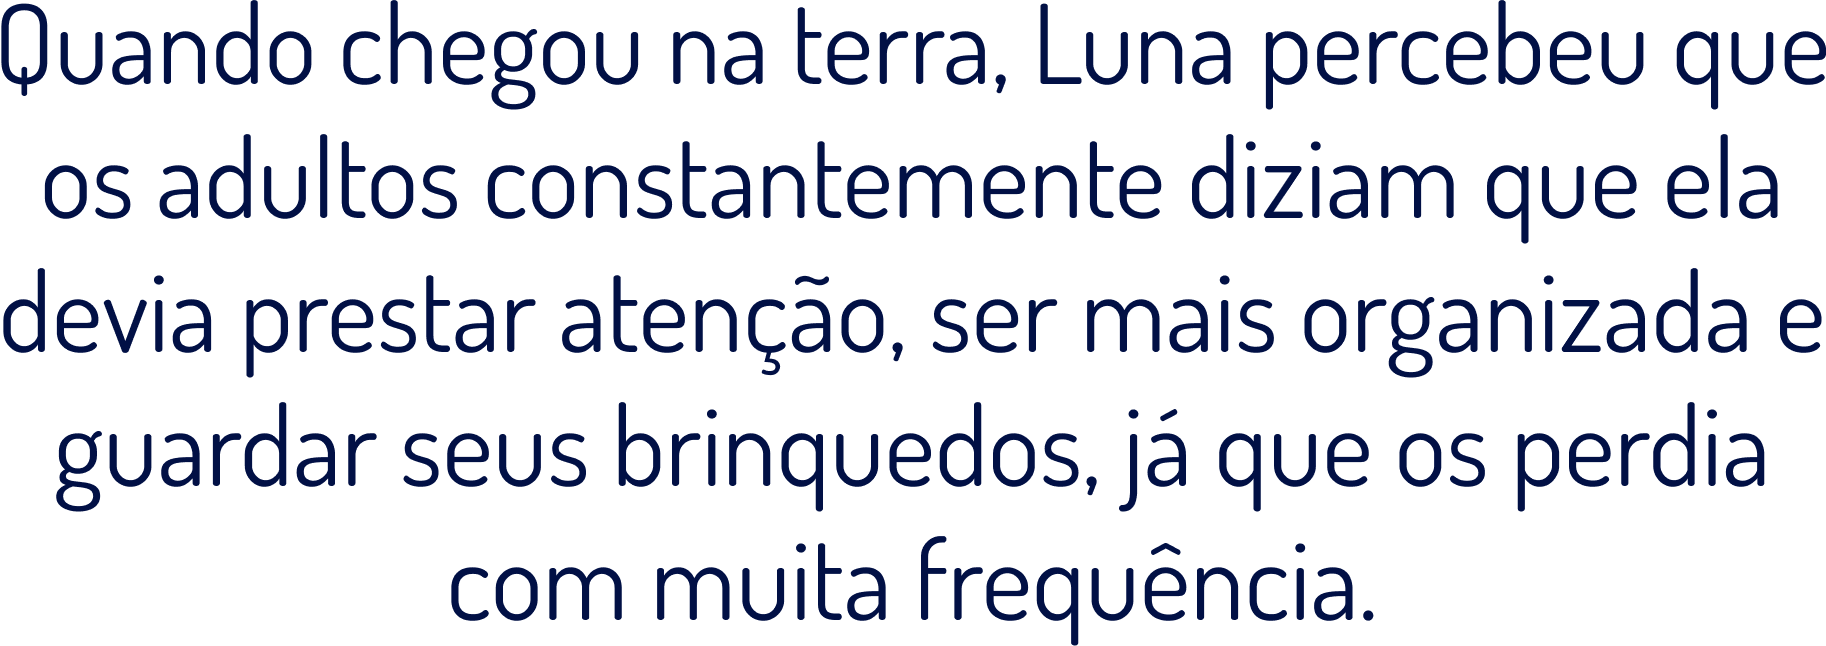 Quando chegou na terra, Luna percebeu que
os adultos constantemente diziam que ela
devia prestar atenção, ser mais organizada e
guardar seus brinquedos, já que os perdia
com muita frequência.